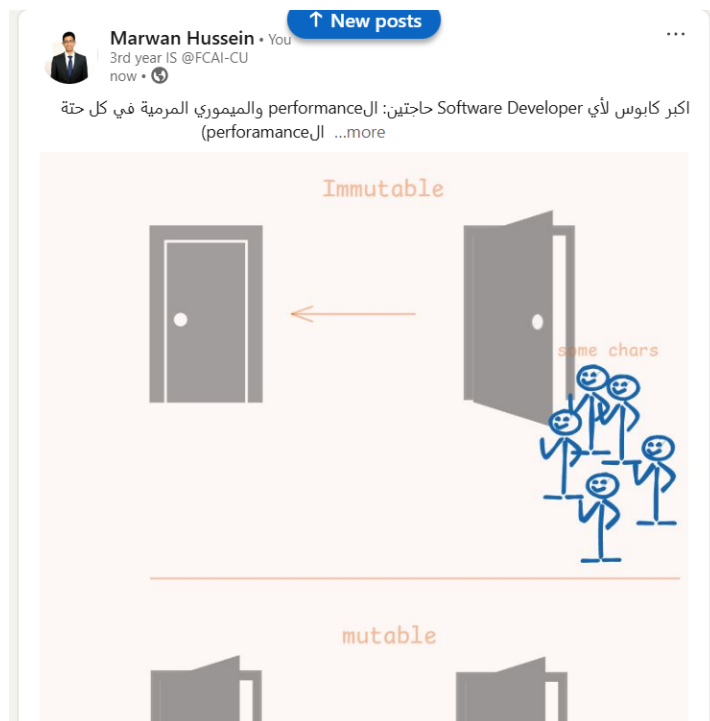 ↑ New posts
Marwan Hussein • You
3rd year IS @FCAI-CU
now •
اكبر كابوس لأي Software Developer حاجتين: الperformance والميموري المرمية في كل حتة
(perforamanceال ...more
Immutable
some chars
mutable